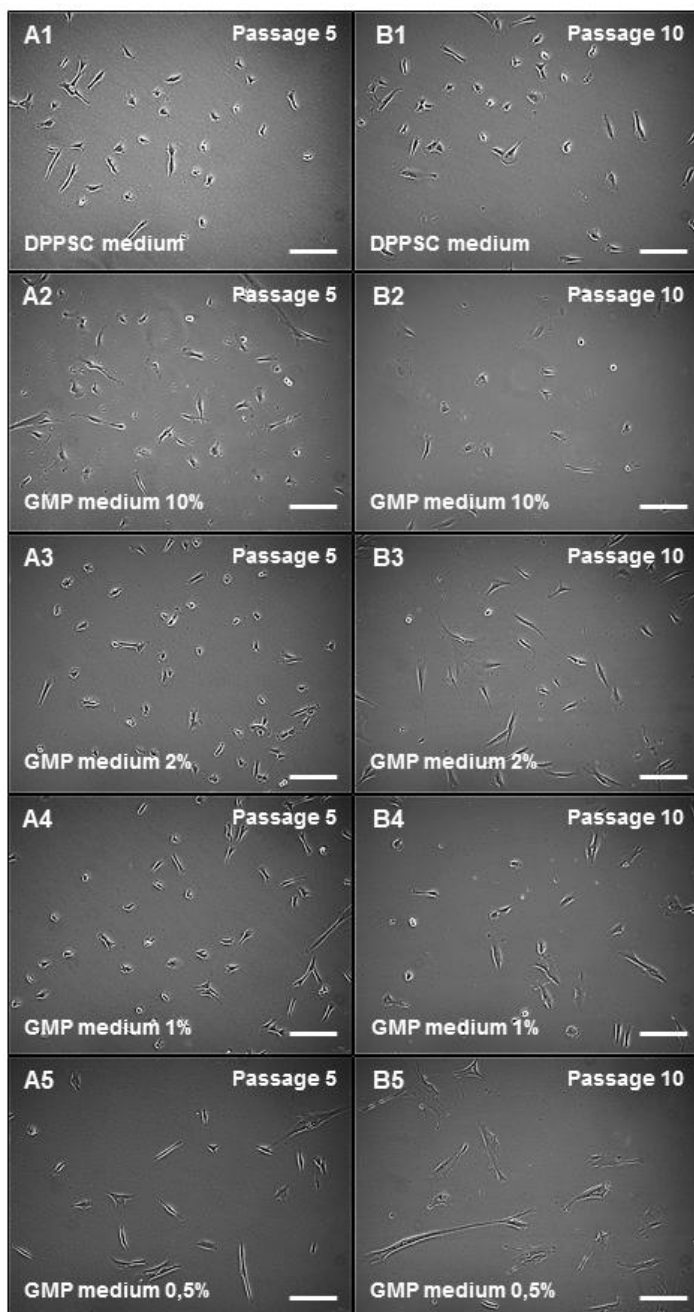 A1 Passage 5
DPPSC medium
B1 Passage 10
DPPSC medium
A2 Passage 5
GMP medium 10%
B2 Passage 10
GMP medium 10%
A3 Passage 5
GMP medium 2%
B3 Passage 10
GMP medium 2%
A4 Passage 5
GMP medium 1%
B4 Passage 10
GMP medium 1%
A5 Passage 5
GMP medium 0,5%
B5 Passage 10
GMP medium 0,5%